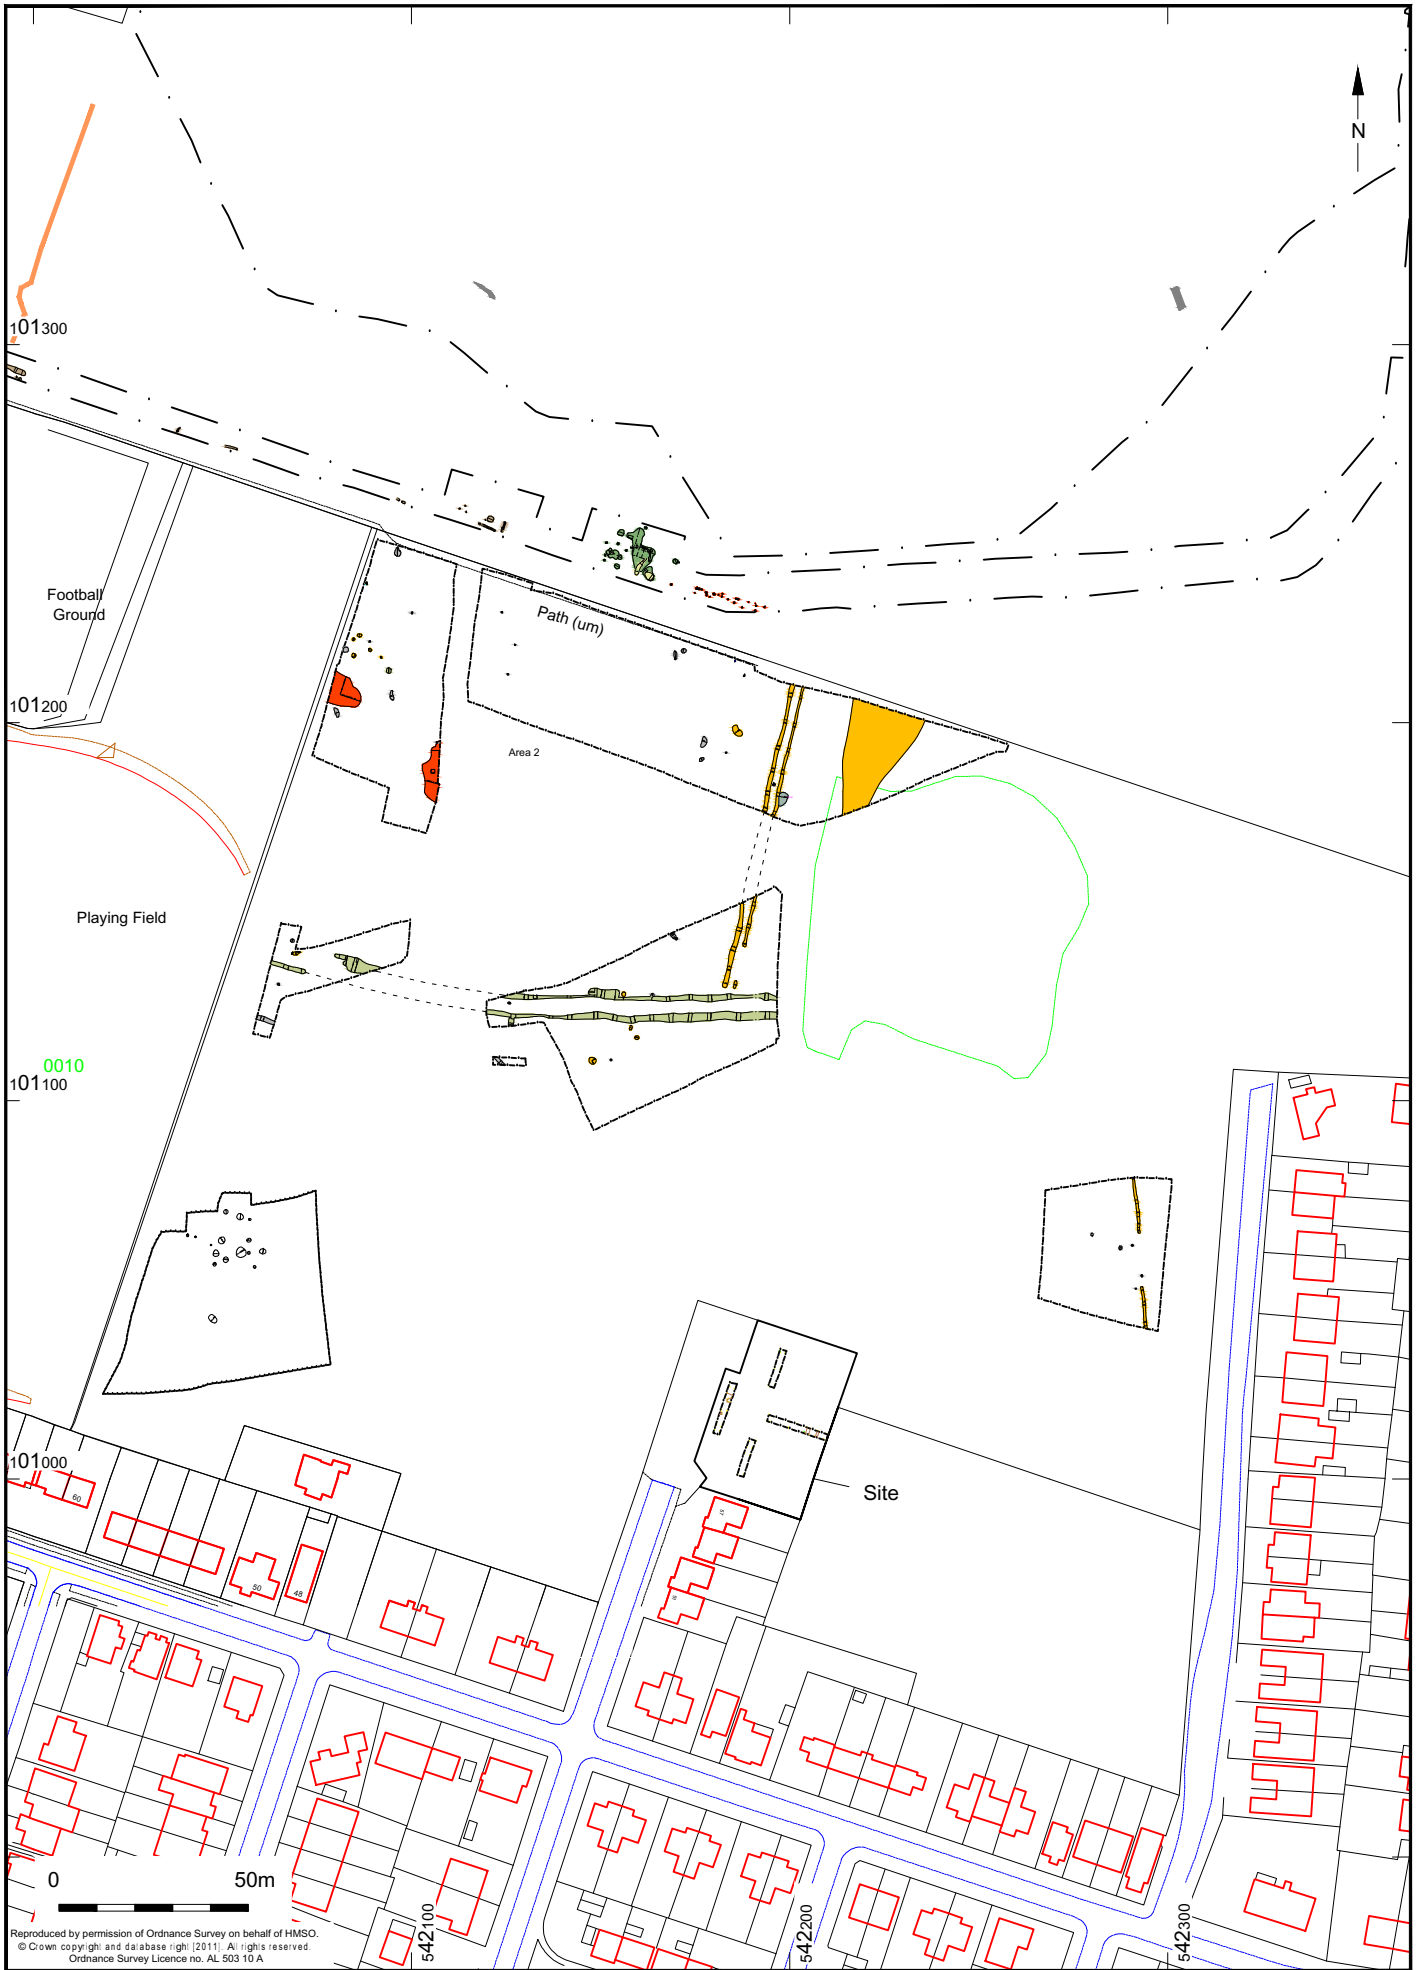 N
101300
Football
Ground
Path (um)
101200
Area 2
Playing Field
0010
101100
101000
Site
60
57
50
48
0 50m
542100
542200
542300
Reproduced by permission of Ordnance Survey on behalf of HMSO.
© Crown copyright and database right [2011]. All rights reserved.
Ordnance Survey Licence no. AL 503 10 A